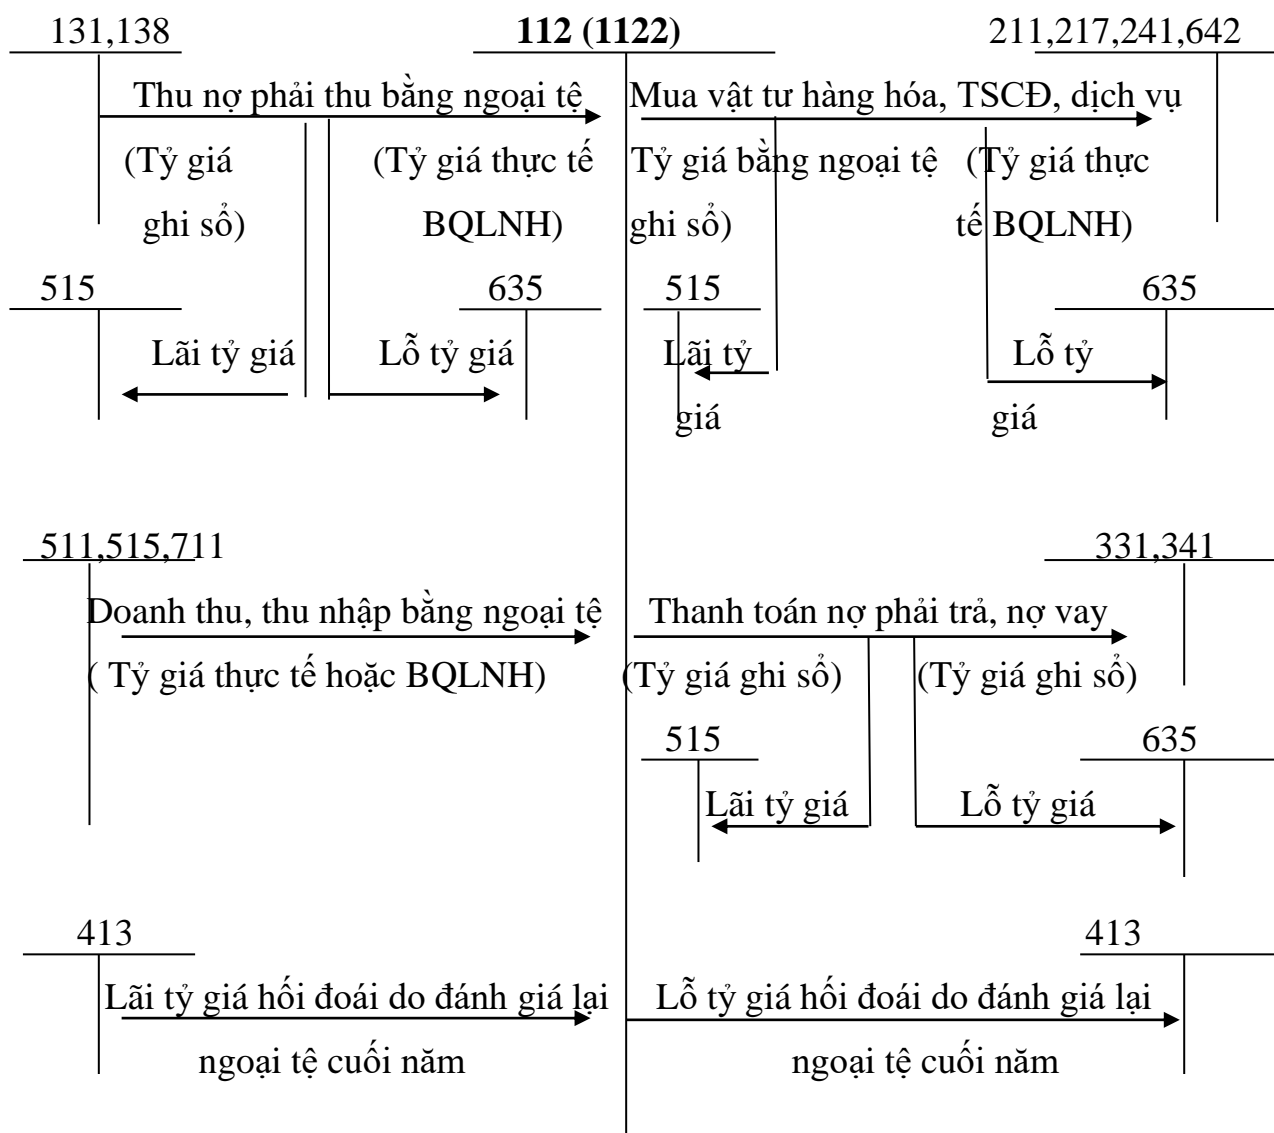 131,138 112 (1122) 211,217,241,642
Thu nợ phải thu bằng ngoại tệ Mua vật tư hàng hóa, TSCĐ, dịch vụ
(Tỷ giá (Tỷ giá thực tế Tỷ giá bằng ngoại tệ (Tỷ giá thực
ghi sổ) BQLNH) ghi sổ) tế BQLNH)
515 635 515 635
Lãi tỷ giá Lỗ tỷ giá Lãi tỷ Lỗ tỷ
giá giá
511,515,711 331,341
Doanh thu, thu nhập bằng ngoại tệ Thanh toán nợ phải trả, nợ vay
( Tỷ giá thực tế hoặc BQLNH) (Tỷ giá ghi sổ) (Tỷ giá ghi sổ)
515 635
Lãi tỷ giá Lỗ tỷ giá
413 413
Lãi tỷ giá hối đoái do đánh giá lại Lỗ tỷ giá hối đoái do đánh giá lại
ngoại tệ cuối năm ngoại tệ cuối năm